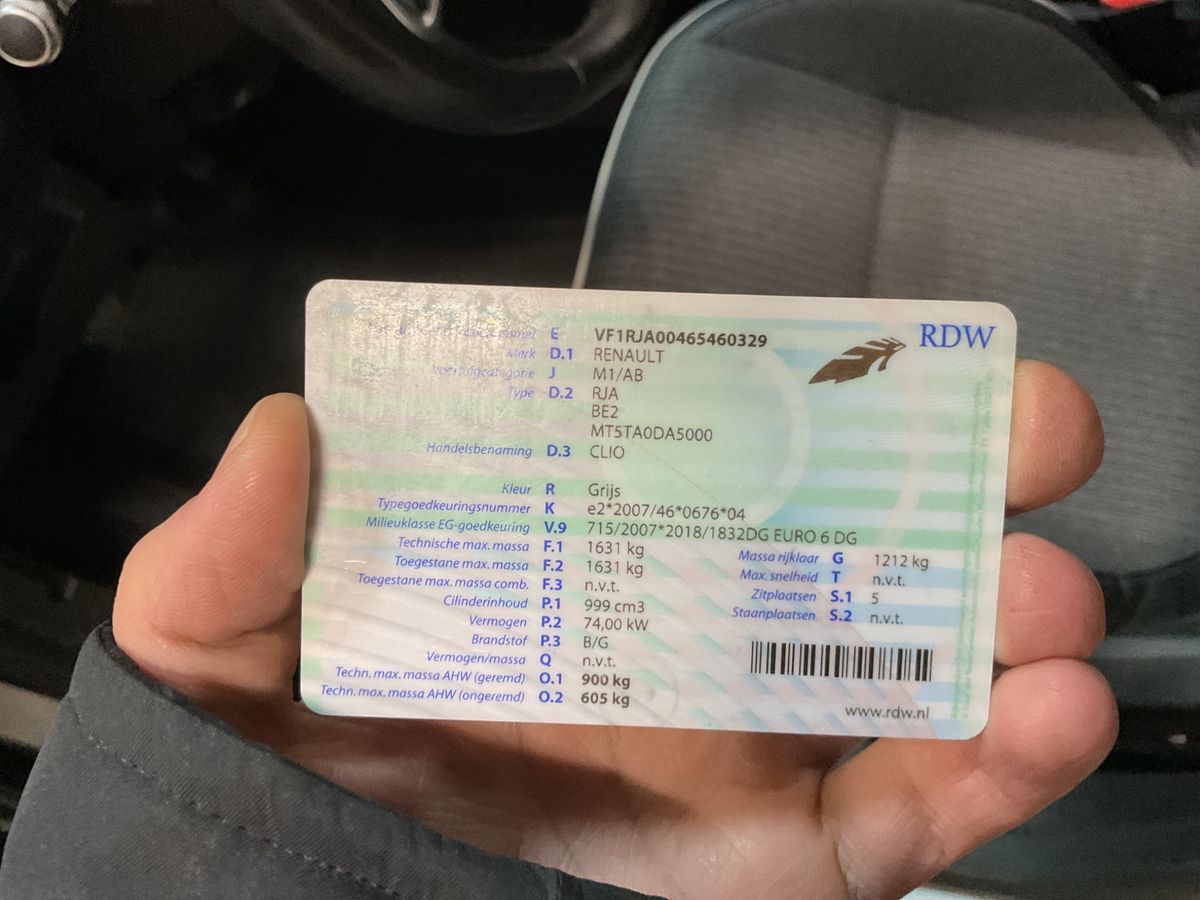 E VF1RJA00465460329
RDW
Merk D.1 RENAULT
Voertuigcategorie J M1/AB
Type D.2 RJA
BE2
MT5TA0DA5000
Handelsbenaming D.3 CLIO
Kleur R Grijs
Typegoedkeuringsnummer K e2*2007/46*0676*04
Milieuklasse EG-goedkeuring V.9 715/2007*2018/1832DG EURO 6 DG
Technische max. massa F.1 1631 kg
Massa rijklaar G 1212 kg
Toegestane max. massa F.2 1631 kg
Max. snelheid T n.v.t.
Toegestane max. massa comb. F.3 n.v.t.
Zitplaatsen S.1 5
Cilinderinhoud P.1 999 cm3
Staanplaatsen S.2 n.v.t.
Vermogen P.2 74,00 kW
Brandstof P.3 B/G
Vermogen/massa Q n.v.t.
Techn. max. massa AHW (geremd) O.1 900 kg
Techn. max. massa AHW (ongeremd) O.2 605 kg
www.rdw.nl